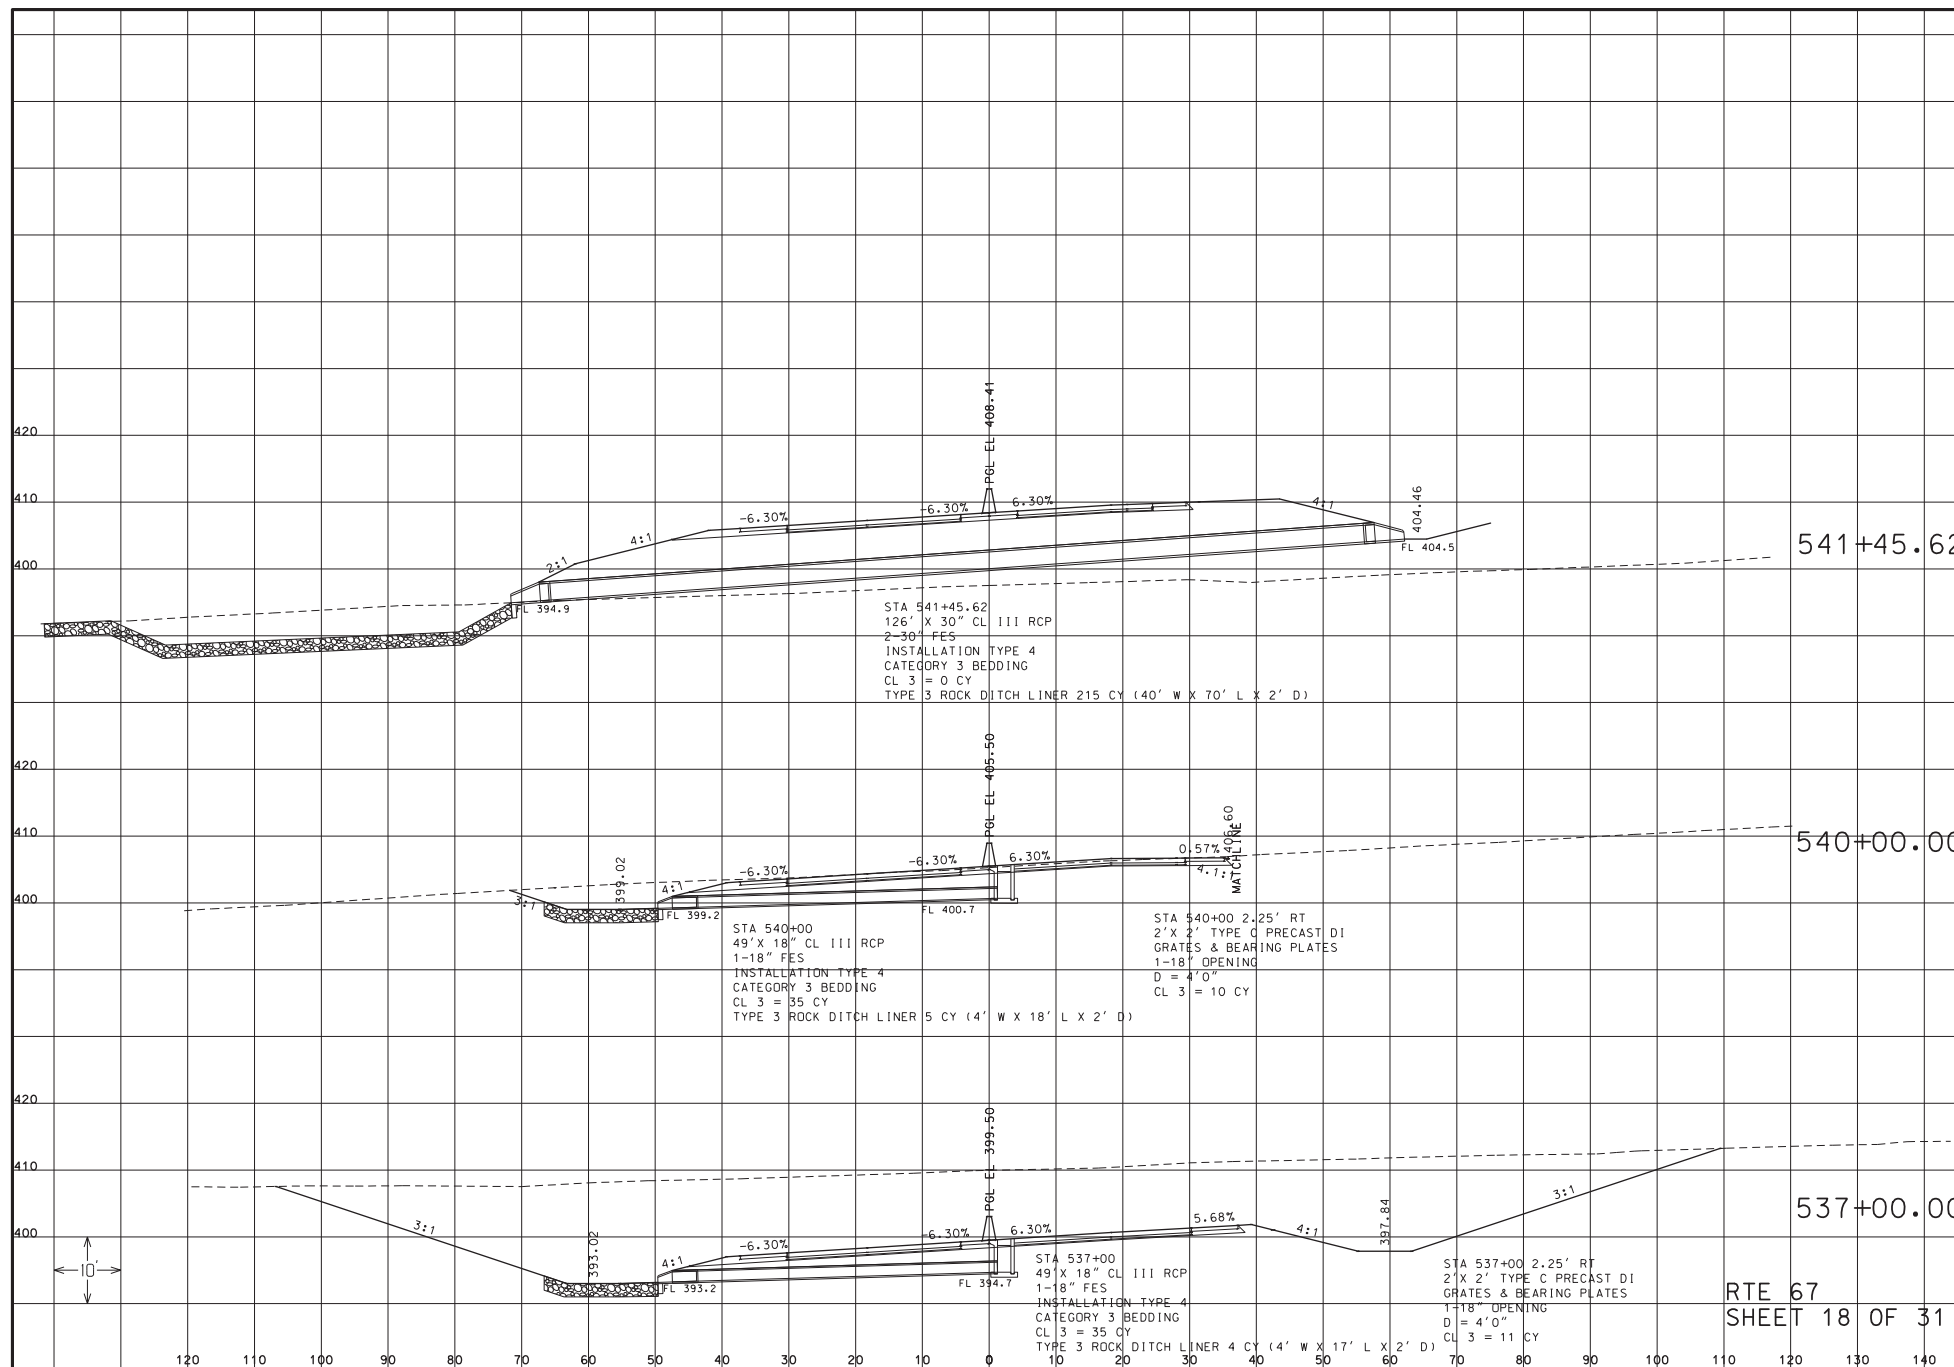 PGL EL 408.41
420
410
-6.30%
-6.30%
6.30%
4:1
404.46
4:1
2:1
FL 404.5
541+45.62
400
FL 394.9
STA 541+45.62
126' X 30" CL III RCP
2-30" FES
INSTALLATION TYPE 4
CATEGORY 3 BEDDING
CL 3 = 0 CY
TYPE 3 ROCK DITCH LINER 215 CY (40' W X 70' L X 2' D)
PGL EL 405.50
420
410
406.60
MATCHLINE
540+00.00
399.02
-6.30%
-6.30%
6.30%
0.57%
4.1:1
4:1
3:1
400
FL 399.2
FL 400.7
STA 540+00
49'X 18" CL III RCP
1-18" FES
INSTALLATION TYPE 4
CATEGORY 3 BEDDING
CL 3 = 35 CY
TYPE 3 ROCK DITCH LINER 5 CY (4' W X 18' L X 2' D)
STA 540+00 2.25' RT
2'X 2' TYPE C PRECAST DI
GRATES & BEARING PLATES
1-18" OPENING
D = 4'0"
CL 3 = 10 CY
PGL EL 399.50
420
410
3:1
393.02
4:1
-6.30%
-6.30%
6.30%
5.68%
4:1
397.84
3:1
537+00.00
400
10'
FL 393.2
FL 394.7
STA 537+00
49'X 18" CL III RCP
1-18" FES
INSTALLATION TYPE 4
CATEGORY 3 BEDDING
CL 3 = 35 CY
TYPE 3 ROCK DITCH LINER 4 CY (4' W X 17' L X 2' D)
STA 537+00 2.25' RT
2'X 2' TYPE C PRECAST DI
GRATES & BEARING PLATES
1-18" OPENING
D = 4'0"
CL 3 = 11 CY
RTE 67
SHEET 18 OF 31
120 110 100 90 80 70 60 50 40 30 20 10 0 10 20 30 40 50 60 70 80 90 100 110 120 130 140